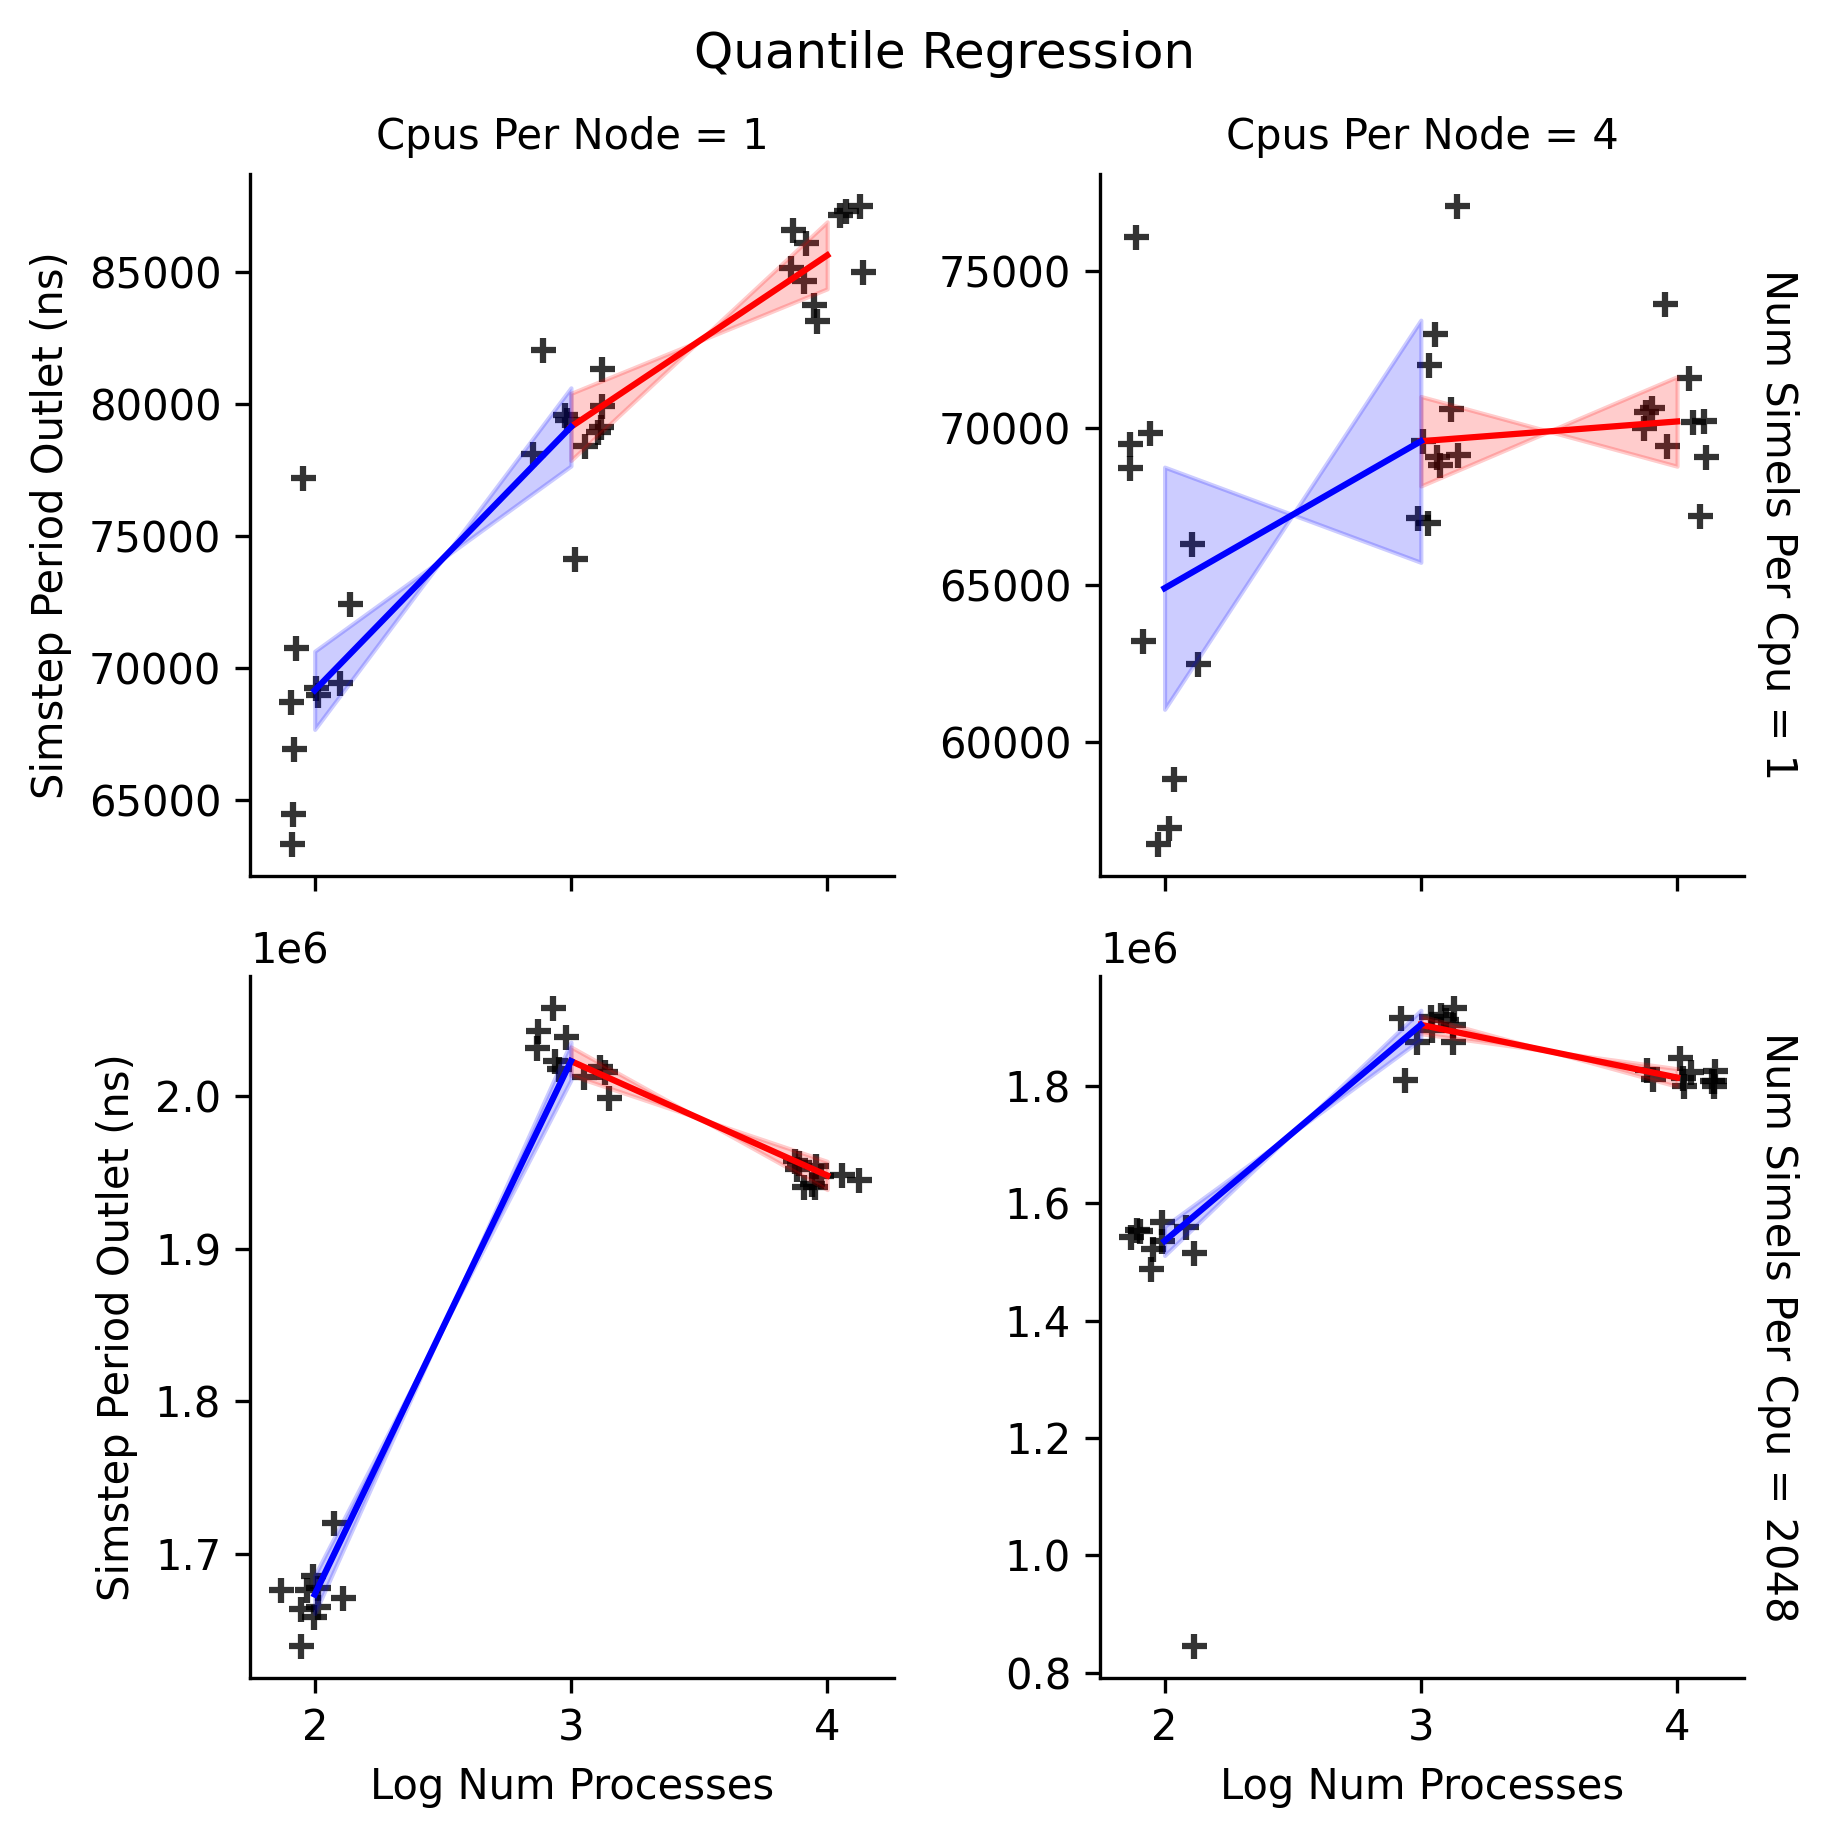 Quantile Regression
Cpus Per Node = 1
Cpus Per Node = 4
Simstep Period Outlet (ns)
85000
80000
75000
70000
65000
75000
70000
65000
60000
Num Simels Per Cpu = 1
1e6
Simstep Period Outlet (ns)
2.0
1.9
1.8
1.7
2
3
4
Log Num Processes
1e6
1.8
1.6
1.4
1.2
1.0
0.8
2
3
4
Log Num Processes
Num Simels Per Cpu = 2048